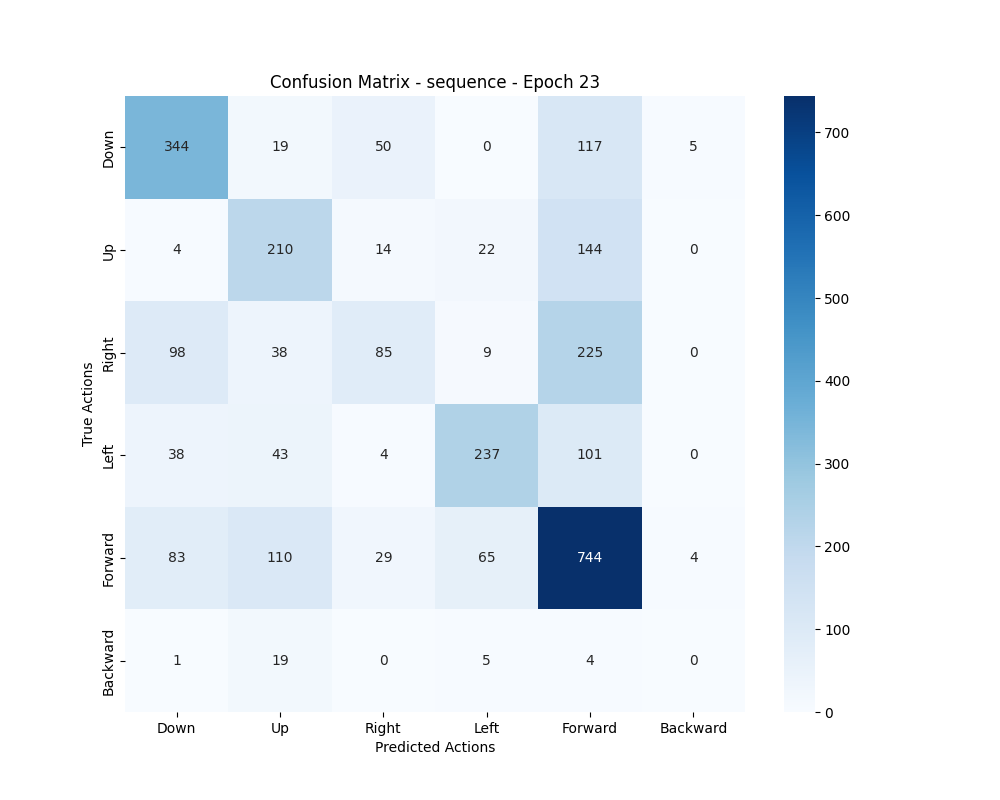 Confusion Matrix - sequence - Epoch 23
True Actions
Down 344 19 50 0 117 5
Up 4 210 14 22 144 0
Right 98 38 85 9 225 0
Left 38 43 4 237 101 0
Forward 83 110 29 65 744 4
Backward 1 19 0 5 4 0
Down Up Right Left Forward Backward
Predicted Actions
700
600
500
400
300
200
100
0